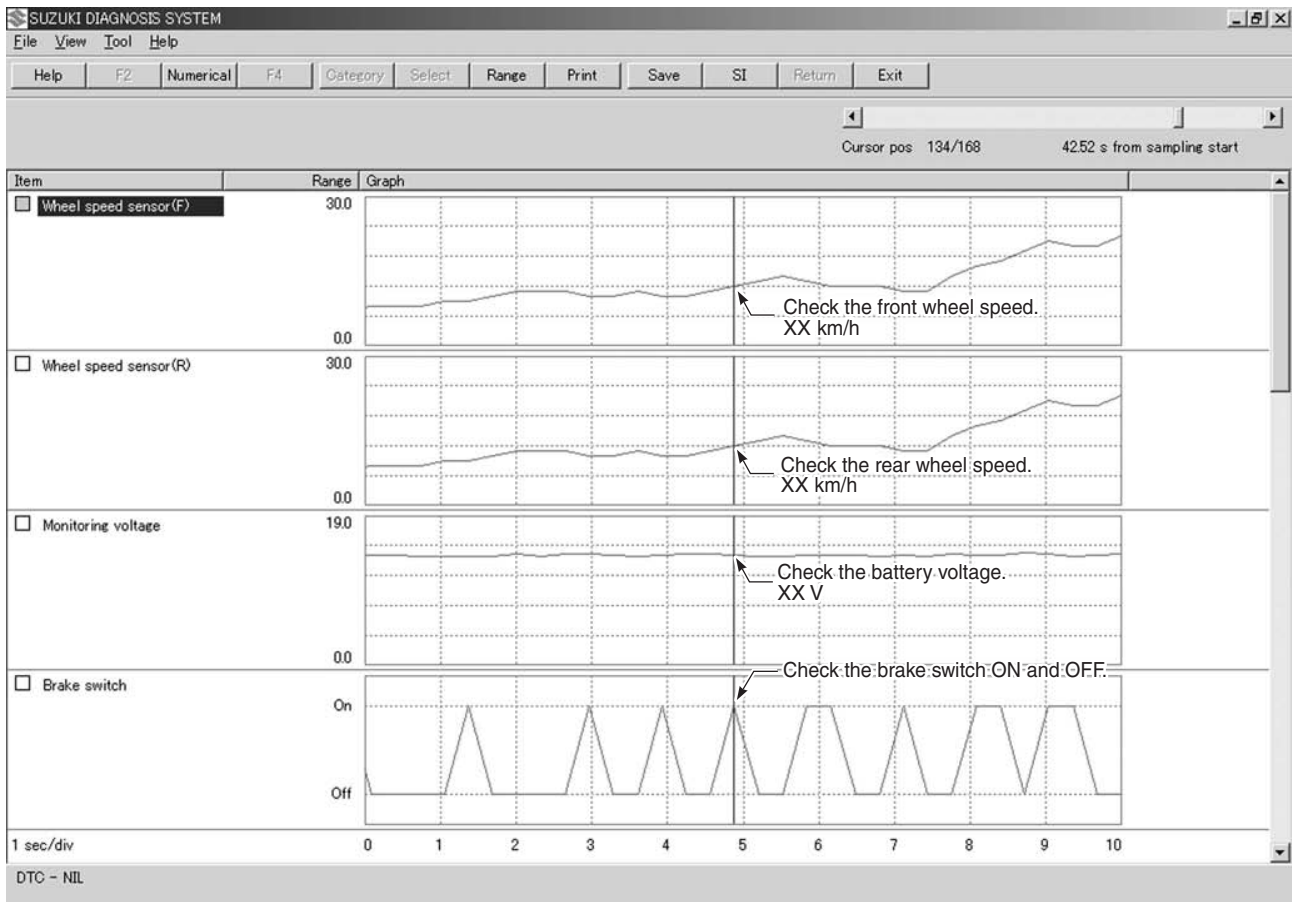 SUZUKI DIAGNOSIS SYSTEM
File View Tool Help
Help F2 Numerical F4 Category Select Range Print Save SI Return Exit
Cursor pos 134/168 42.52 s from sampling start
Item Range Graph
Wheel speed sensor(F) 30.0
Check the front wheel speed.
XX km/h
0.0
Wheel speed sensor(R) 30.0
Check the rear wheel speed.
XX km/h
0.0
Monitoring voltage 19.0
Check the battery voltage.
XX V
0.0
Check the brake switch ON and OFF.
Brake switch
On
Off
1 sec/div 0 1 2 3 4 5 6 7 8 9 10
DTC - NIL